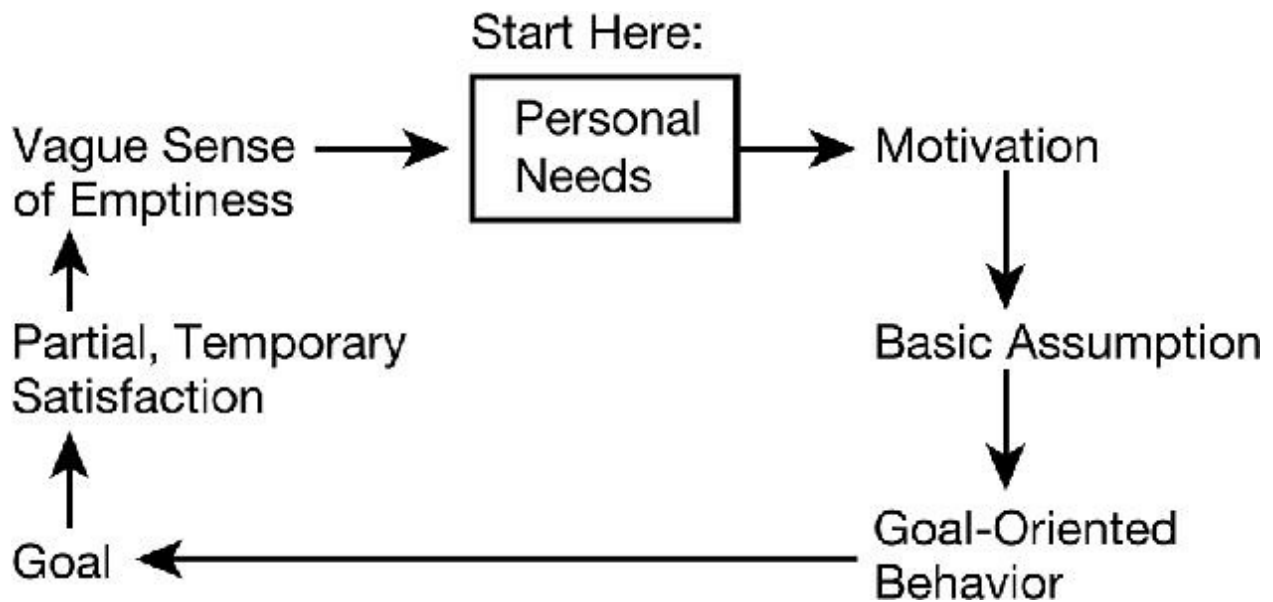 Start Here:
Personal
Needs
Motivation
Basic Assumption
Goal-Oriented
Behavior
Goal
Partial, Temporary
Satisfaction
Vague Sense
of Emptiness